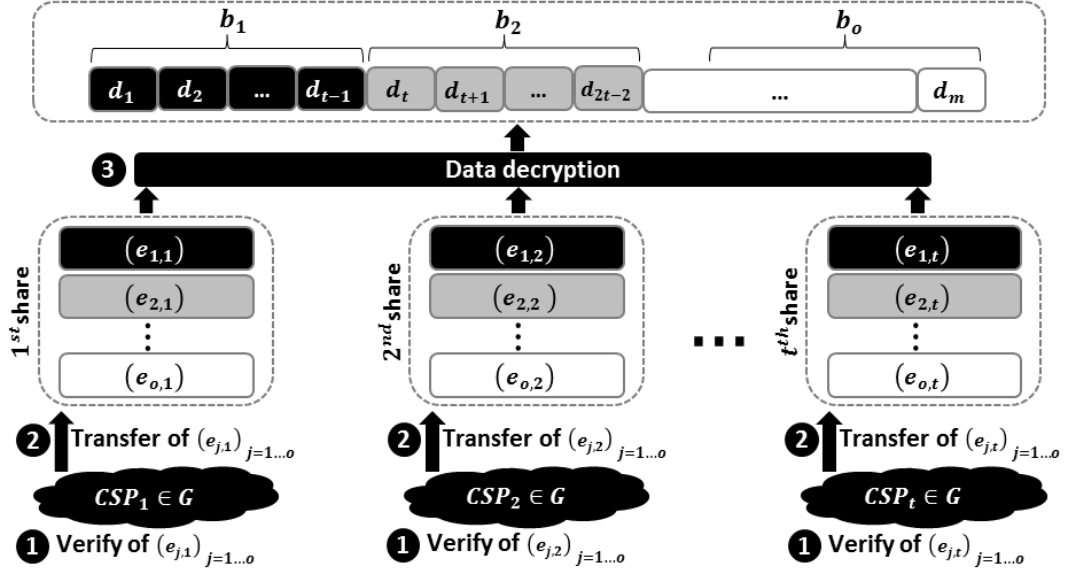 b₁ b₂ bₒ
d₁ d₂ ... dₜ₋₁ dₜ dₜ₊₁ ... d₂ₜ₋₂ ... dₘ
3 Data decryption
1ˢᵗ share (e₁,₁) (e₂,₁) ⋮ (eₒ,₁)
2ⁿᵈ share (e₁,₂) (e₂,₂) ⋮ (eₒ,₂)
...
tᵗʰ share (e₁,ₜ) (e₂,ₜ) ⋮ (eₒ,ₜ)
2 Transfer of (eⱼ,₁) j=1...o
2 Transfer of (eⱼ,₂) j=1...o
2 Transfer of (eⱼ,ₜ) j=1...o
CSP₁ ∈ G
CSP₂ ∈ G
CSPₜ ∈ G
1 Verify of (eⱼ,₁) j=1...o
1 Verify of (eⱼ,₂) j=1...o
1 Verify of (eⱼ,ₜ) j=1...o